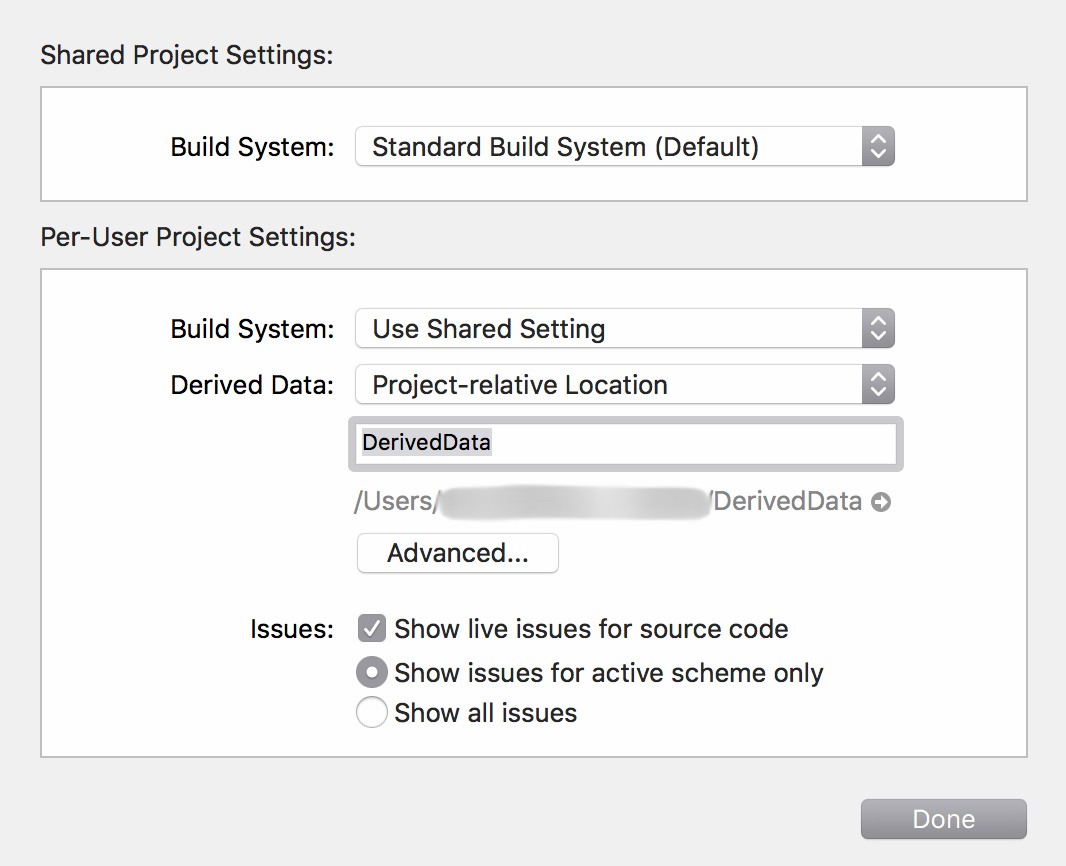 Shared Project Settings:
Build System: Standard Build System (Default)
Per-User Project Settings:
Build System: Use Shared Setting
Derived Data: Project-relative Location
DerivedData
/Users/ /DerivedData
Advanced...
Issues: Show live issues for source code
Show issues for active scheme only
Show all issues
Done